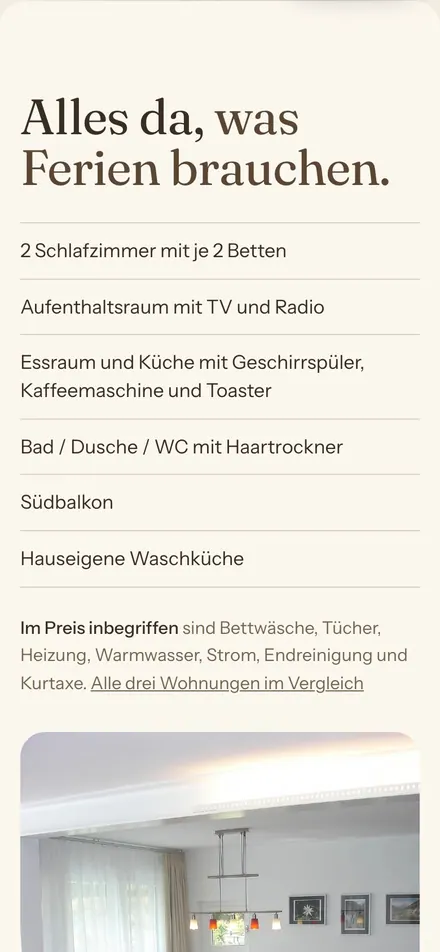 Alles da, was
Ferien brauchen.
2 Schlafzimmer mit je 2 Betten
Aufenthaltsraum mit TV und Radio
Essraum und Küche mit Geschirrspüler,
Kaffeemaschine und Toaster
Bad / Dusche / WC mit Haartrockner
Südbalkon
Hauseigene Waschküche
Im Preis inbegriffen sind Bettwäsche, Tücher,
Heizung, Warmwasser, Strom, Endreinigung und
Kurtaxe. Alle drei Wohnungen im Vergleich